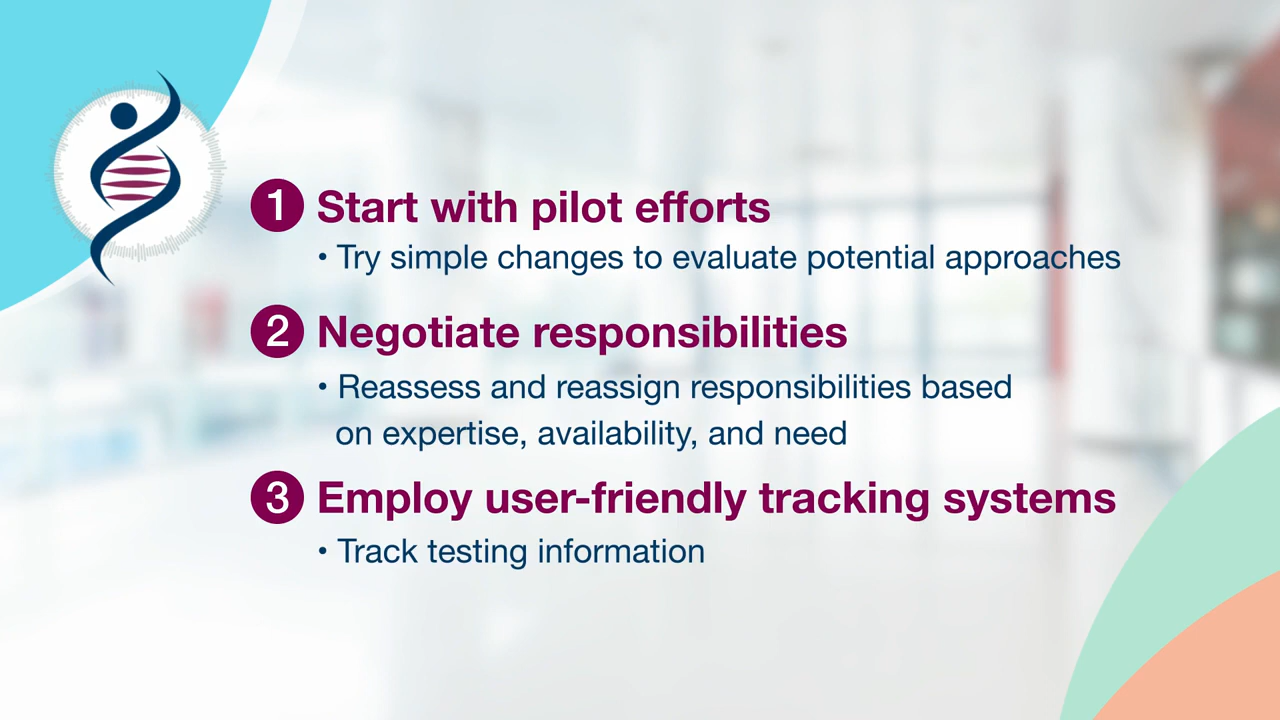 1 Start with pilot efforts
• Try simple changes to evaluate potential approaches
2 Negotiate responsibilities
• Reassess and reassign responsibilities based
on expertise, availability, and need
3 Employ user-friendly tracking systems
• Track testing information